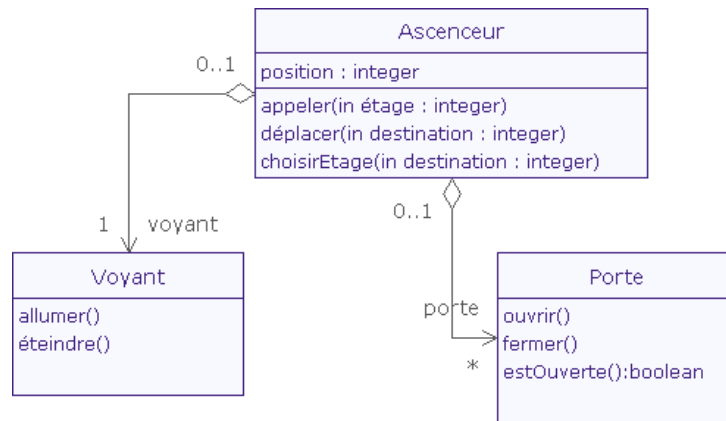 Ascenceur
0..1
position : integer
appeler(in étage : integer)
déplacer(in destination : integer)
choisirEtage(in destination : integer)
0..1
1 voyant
Voyant
allumer()
éteindre()
Porte
porte
ouvrir()
fermer()
*
estOuverte():boolean